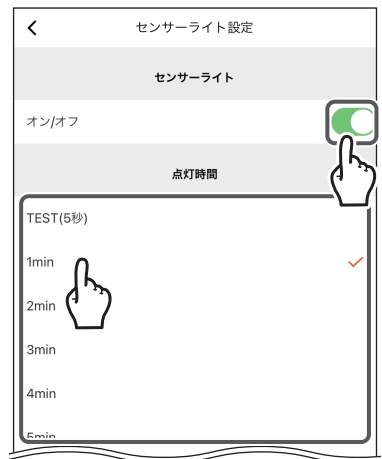 センサーライト設定
センサーライト
オン/オフ
点灯時間
TEST(5秒)
1min
2min
3min
4min
5min